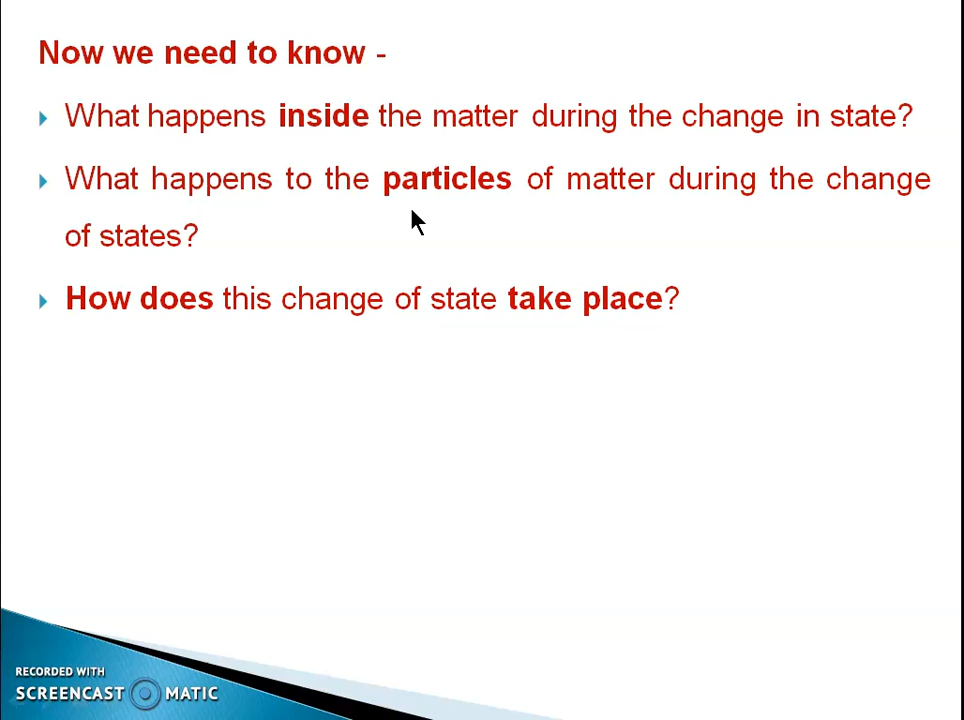 Now we need to know -
What happens inside the matter during the change in state?
What happens to the particles of matter during the change
of states?
How does this change of state take place?
RECORDED WITH
SCREENCAST MATIC